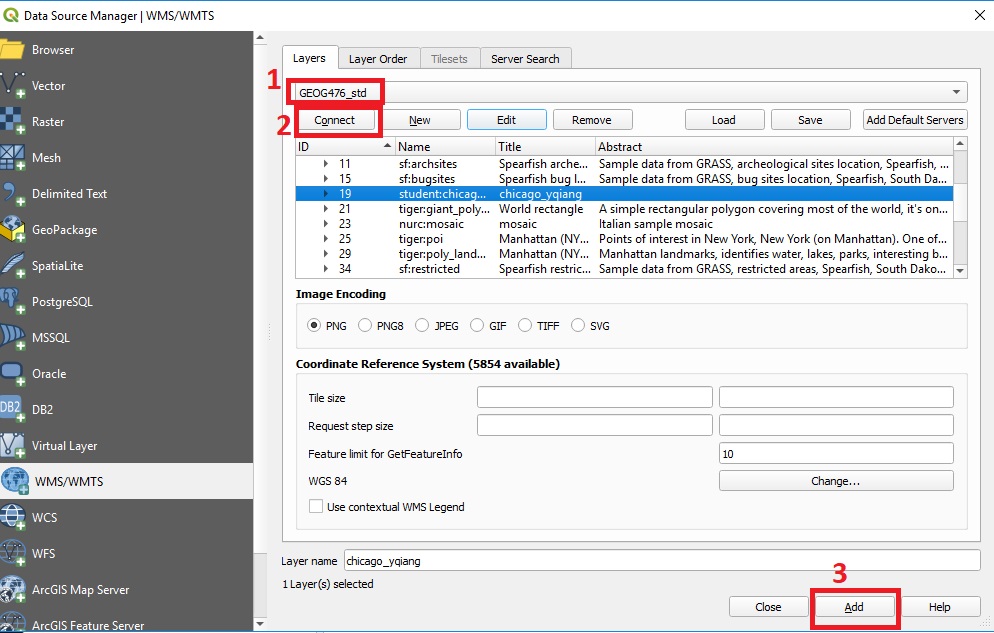 Data Source Manager | WMS/WMTS
Browser
Vector
Raster
Mesh
Delimited Text
GeoPackage
SpatiaLite
PostgreSQL
MSSQL
Oracle
DB2
DB2
Virtual Layer
WMS/WMTS
WCS
WFS
ArcGIS Map Server
ArcGIS Feature Server
Layers Layer Order Tilesets Server Search
1 GEOG476_std
2 Connect New Edit Remove Load Save Add Default Servers
ID Name Title Abstract
11 sf:archsites Spearfish arche... Sample data from GRASS, archeological sites location, Spearfish, ...
15 sf:bugsites Spearfish bug l... Sample data from GRASS, bug sites location, Spearfish, South Da...
19 student:chicag... chicago_yqiang
21 tiger:giant_poly... World rectangle A simple rectangular polygon covering most of the world, it's on...
23 nurc:mosaic mosaic Italian sample mosaic
25 tiger:poi Manhattan (NY... Points of interest in New York, New York (on Manhattan). One of...
29 tiger:poly_land... Manhattan (NY... Manhattan landmarks, identifies water, lakes, parks, interesting b...
34 sf:restricted Spearfish restric... Sample data from GRASS, restricted areas, Spearfish, South Dako...
Image Encoding
PNG PNG8 JPEG GIF TIFF SVG
Coordinate Reference System (5854 available)
Tile size
Request step size
Feature limit for GetFeatureInfo 10
WGS 84 Change...
Use contextual WMS Legend
Layer name chicago_yqiang
1 Layer(s) selected
3
Close Add Help